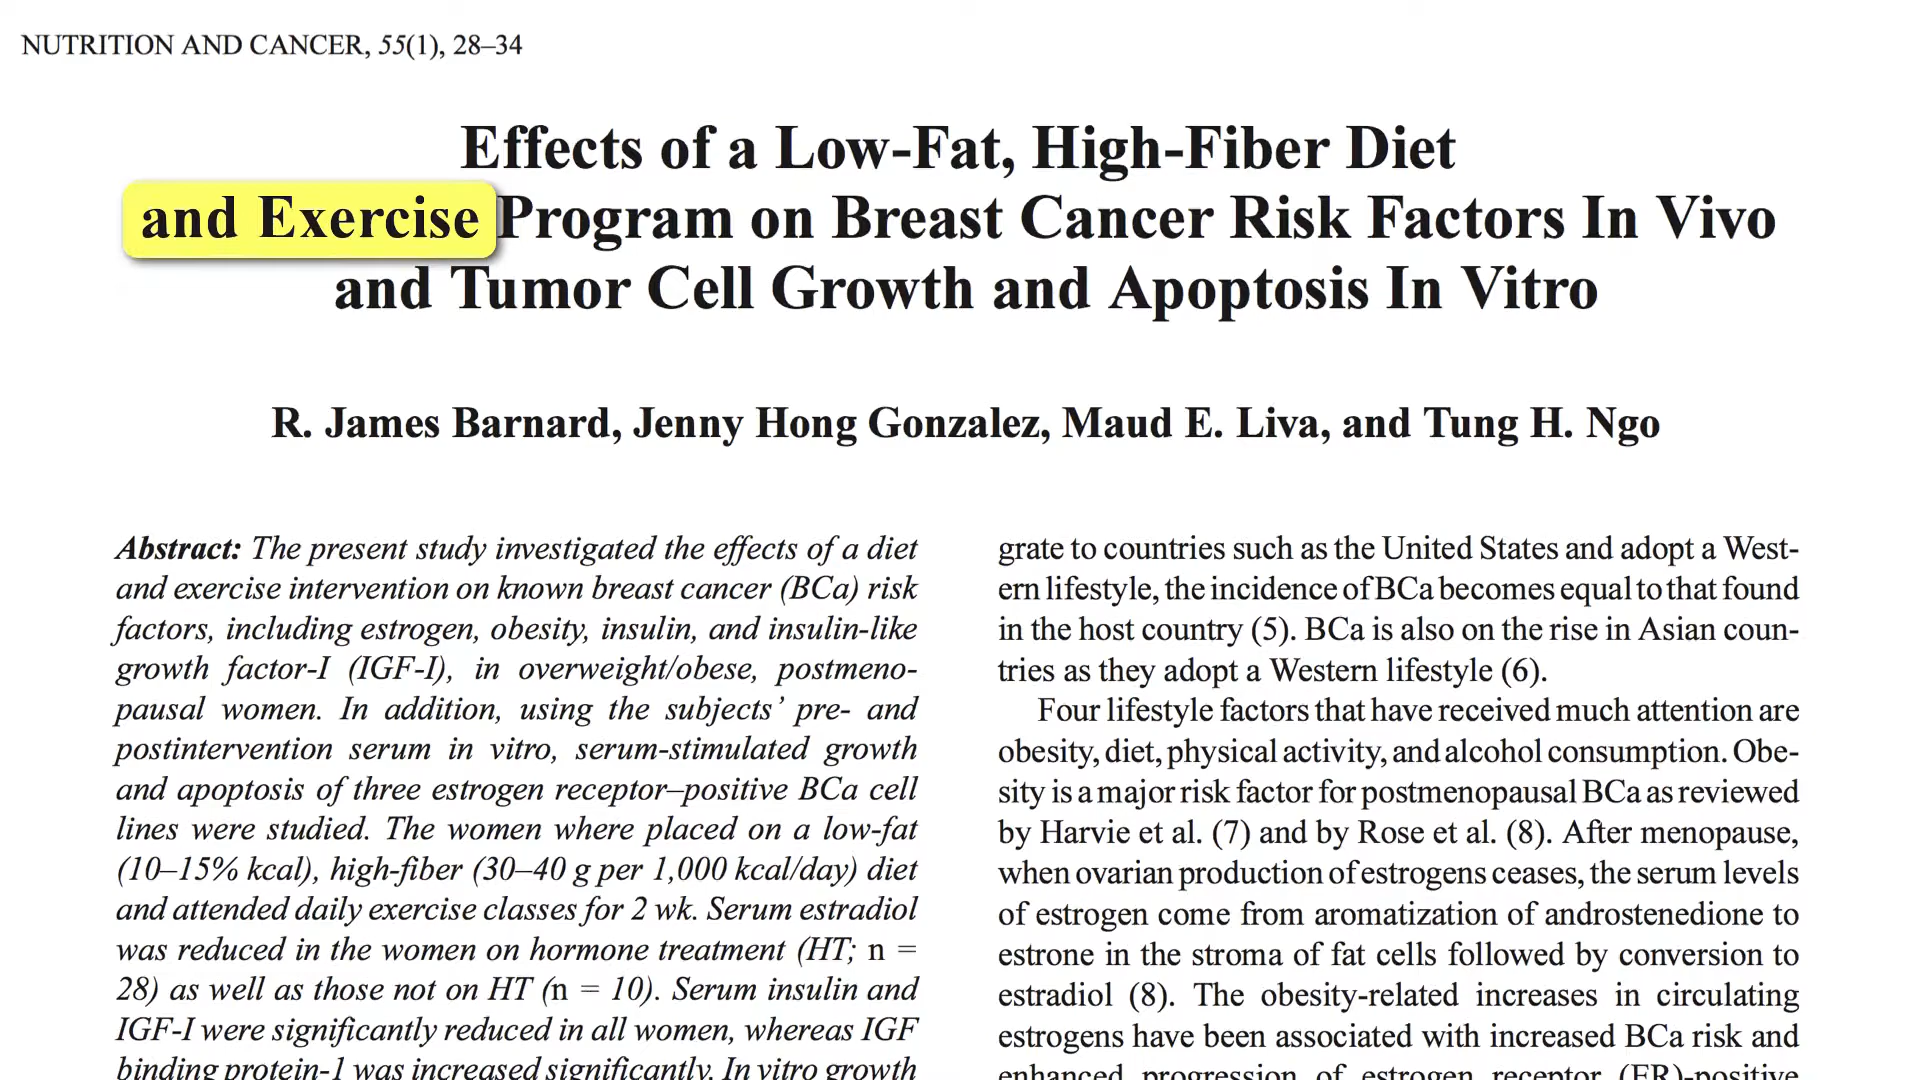 NUTRITION AND CANCER, 55(1), 28–34
Effects of a Low-Fat, High-Fiber Diet
and Exercise Program on Breast Cancer Risk Factors In Vivo
and Tumor Cell Growth and Apoptosis In Vitro
R. James Barnard, Jenny Hong Gonzalez, Maud E. Liva, and Tung H. Ngo
Abstract: The present study investigated the effects of a diet
and exercise intervention on known breast cancer (BCa) risk
factors, including estrogen, obesity, insulin, and insulin-like
growth factor-I (IGF-I), in overweight/obese, postmeno-
pausal women. In addition, using the subjects’ pre- and
postintervention serum in vitro, serum-stimulated growth
and apoptosis of three estrogen receptor–positive BCa cell
lines were studied. The women where placed on a low-fat
(10–15% kcal), high-fiber (30–40 g per 1,000 kcal/day) diet
and attended daily exercise classes for 2 wk. Serum estradiol
was reduced in the women on hormone treatment (HT; n =
28) as well as those not on HT (n = 10). Serum insulin and
IGF-I were significantly reduced in all women, whereas IGF
binding protein-1 was increased significantly. In vitro growth
grate to countries such as the United States and adopt a West-
ern lifestyle, the incidence of BCa becomes equal to that found
in the host country (5). BCa is also on the rise in Asian coun-
tries as they adopt a Western lifestyle (6).
Four lifestyle factors that have received much attention are
obesity, diet, physical activity, and alcohol consumption. Obe-
sity is a major risk factor for postmenopausal BCa as reviewed
by Harvie et al. (7) and by Rose et al. (8). After menopause,
when ovarian production of estrogens ceases, the serum levels
of estrogen come from aromatization of androstenedione to
estrone in the stroma of fat cells followed by conversion to
estradiol (8). The obesity-related increases in circulating
estrogens have been associated with increased BCa risk and
enhanced progression of estrogen receptor (ER)-positive